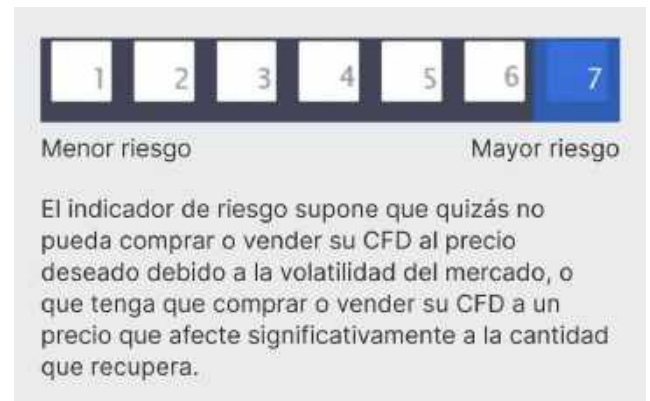 1 2 3 4 5 6 7
Menor riesgo Mayor riesgo
El indicador de riesgo supone que quizás no
pueda comprar o vender su CFD al precio
deseado debido a la volatilidad del mercado, o
que tenga que comprar o vender su CFD a un
precio que afecte significativamente a la cantidad
que recupera.